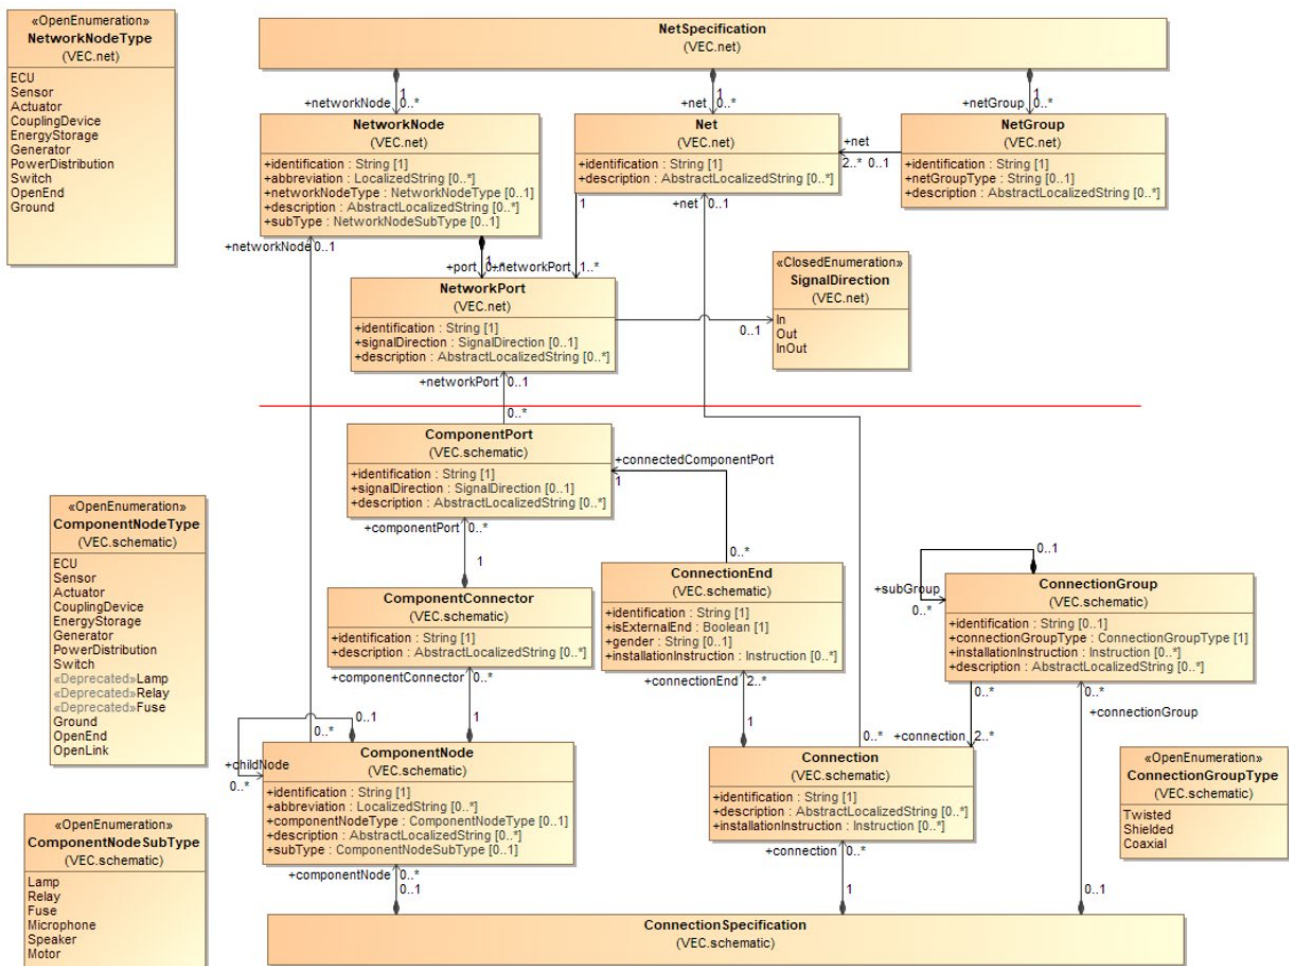 «OpenEnumeration»
NetworkNodeType
(VEC.net)
ECU
Sensor
Actuator
CouplingDevice
EnergyStorage
Generator
PowerDistribution
Switch
OpenEnd
Ground
NetSpecification
(VEC.net)
1
+networkNode 0..*
1
+net 0..*
1
+netGroup 0..*
NetworkNode
(VEC.net)
+identification : String [1]
+abbreviation : LocalizedString [0..*]
+networkNodeType : NetworkNodeType [0..1]
+description : AbstractLocalizedString [0..*]
+subType : NetworkNodeSubType [0..1]
Net
(VEC.net)
+identification : String [1]
+description : AbstractLocalizedString [0..*]
+net
2..* 0..1
NetGroup
(VEC.net)
+identification : String [1]
+netGroupType : String [0..1]
+description : AbstractLocalizedString [0..*]
+net 0..1
1
+networkNode 0..1
1
+port 0..*
+networkPort 1..*
NetworkPort
(VEC.net)
+identification : String [1]
+signalDirection : SignalDirection [0..1]
+description : AbstractLocalizedString [0..*]
0..1
«ClosedEnumeration»
SignalDirection
(VEC.net)
In
Out
InOut
+networkPort 0..1
0..*
ComponentPort
(VEC.schematic)
+identification : String [1]
+signalDirection : SignalDirection [0..1]
+description : AbstractLocalizedString [0..*]
+connectedComponentPort
1
+componentPort 0..*
1
0..*
«OpenEnumeration»
ComponentNodeType
(VEC.schematic)
ECU
Sensor
Actuator
CouplingDevice
EnergyStorage
Generator
PowerDistribution
Switch
«Deprecated»Lamp
«Deprecated»Relay
«Deprecated»Fuse
Ground
OpenEnd
OpenLink
ComponentConnector
(VEC.schematic)
+identification : String [1]
+description : AbstractLocalizedString [0..*]
+componentConnector 0..*
1
ConnectionEnd
(VEC.schematic)
+identification : String [1]
+isExternalEnd : Boolean [1]
+gender : String [0..1]
+installationInstruction : Instruction [0..*]
+connectionEnd 2..*
1
0..1
+subGroup
0..*
ConnectionGroup
(VEC.schematic)
+identification : String [0..1]
+connectionGroupType : ConnectionGroupType [1]
+installationInstruction : Instruction [0..*]
+description : AbstractLocalizedString [0..*]
0..*
0..*
+connectionGroup
+connection 2..*
0..1
0..*
+childNode
0..*
ComponentNode
(VEC.schematic)
+identification : String [1]
+abbreviation : LocalizedString [0..*]
+componentNodeType : ComponentNodeType [0..1]
+description : AbstractLocalizedString [0..*]
+subType : ComponentNodeSubType [0..1]
0..*
Connection
(VEC.schematic)
+identification : String [1]
+description : AbstractLocalizedString [0..*]
+installationInstruction : Instruction [0..*]
«OpenEnumeration»
ConnectionGroupType
(VEC.schematic)
Twisted
Shielded
Coaxial
«OpenEnumeration»
ComponentNodeSubType
(VEC.schematic)
Lamp
Relay
Fuse
Microphone
Speaker
Motor
+componentNode 0..*
0..1
+connection 0..*
1
0..1
ConnectionSpecification
(VEC.schematic)